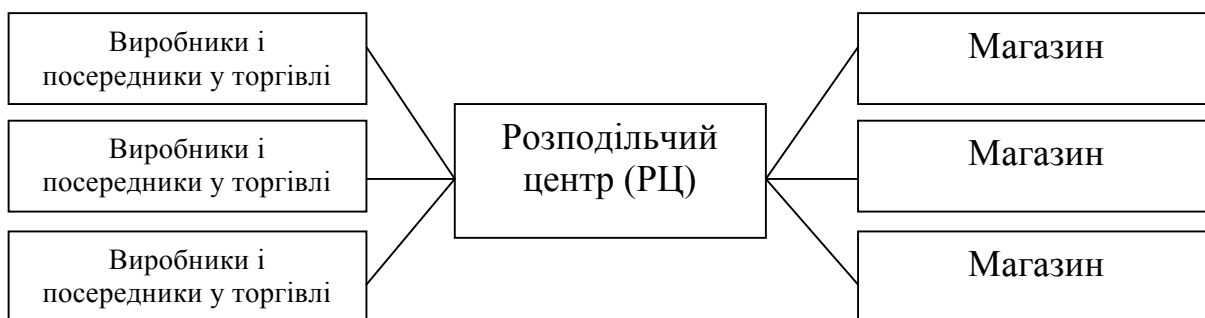 Виробники і
посередники у торгівлі
Виробники і
посередники у торгівлі
Виробники і
посередники у торгівлі
Розподільчий
центр (РЦ)
Магазин
Магазин
Магазин